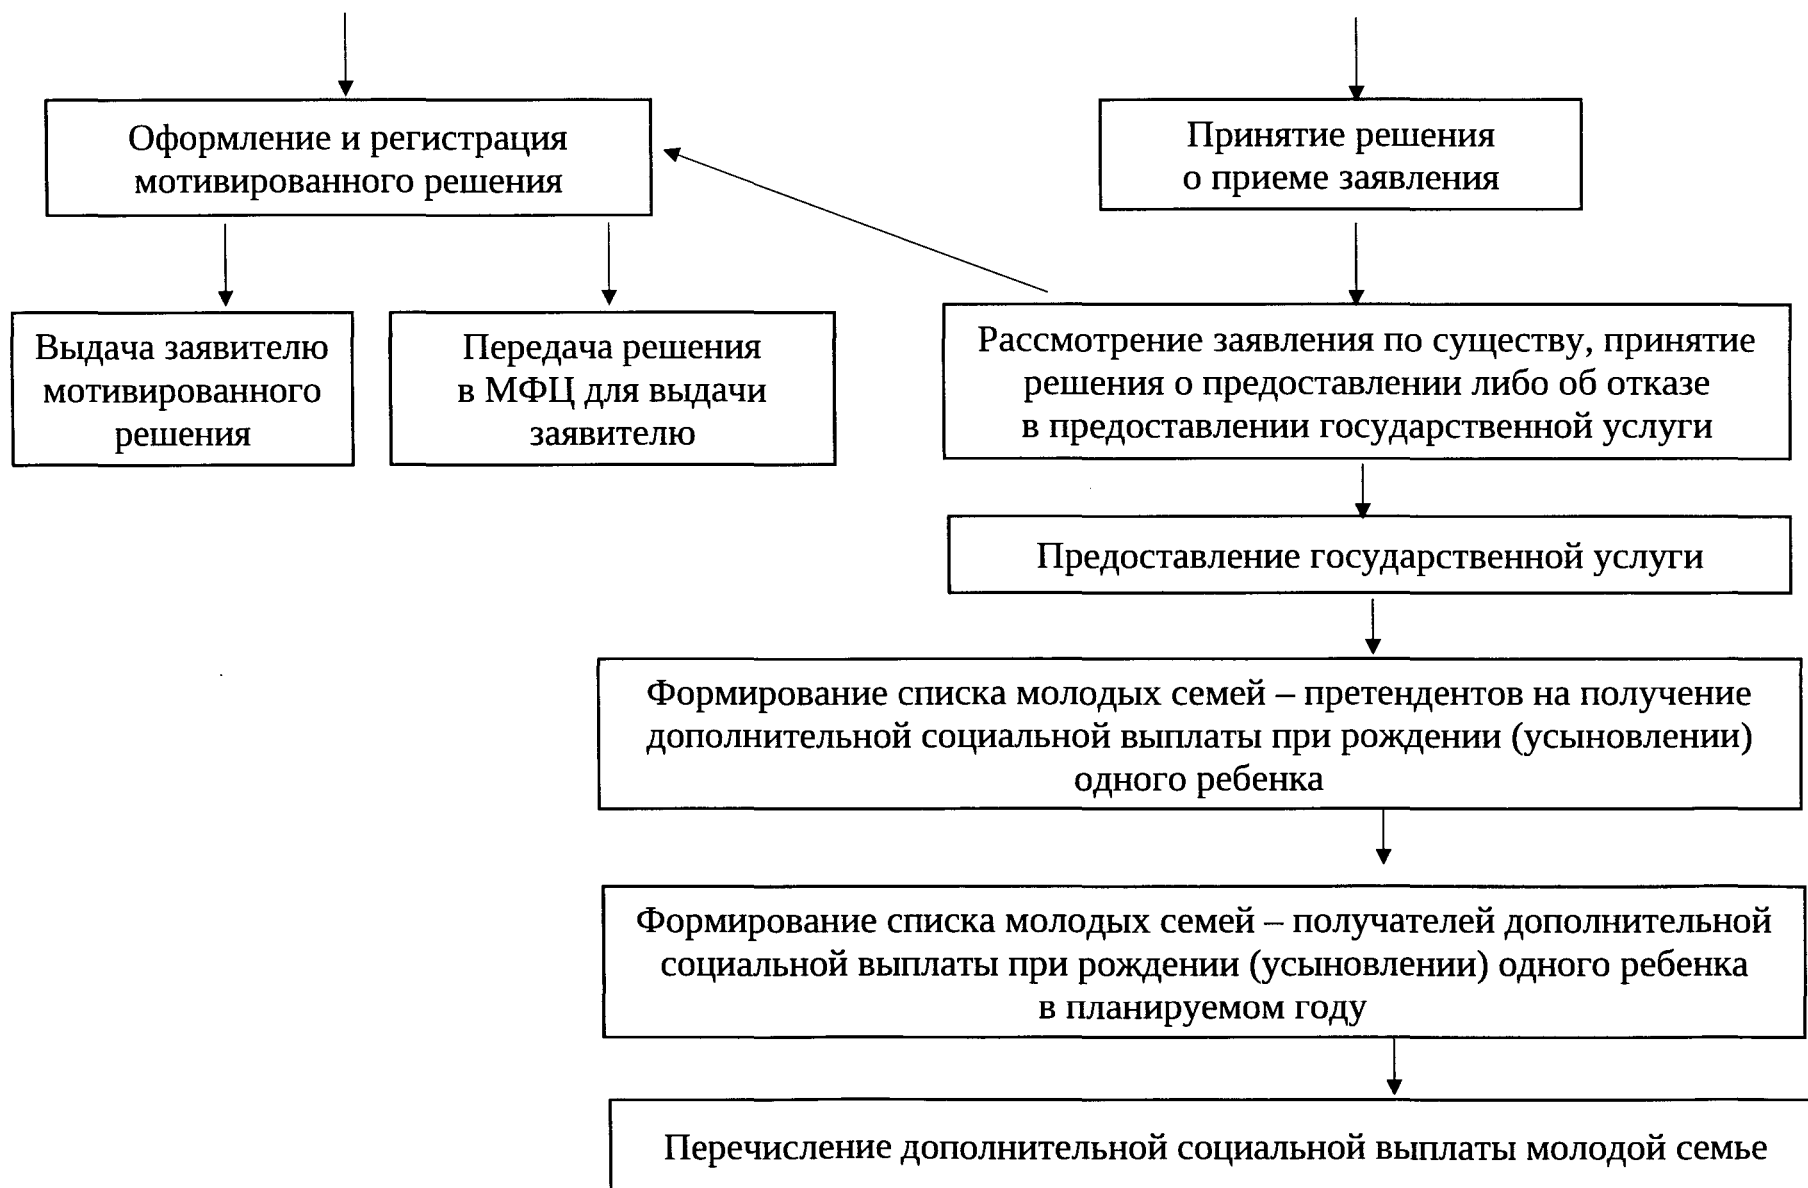 Оформление и регистрация
мотивированного решения
Принятие решения
о приеме заявления
Выдача заявителю
мотивированного
решения
Передача решения
в МФЦ для выдачи
заявителю
Рассмотрение заявления по существу, принятие
решения о предоставлении либо об отказе
в предоставлении государственной услуги
Предоставление государственной услуги
Формирование списка молодых семей – претендентов на получение
дополнительной социальной выплаты при рождении (усыновлении)
одного ребенка
Формирование списка молодых семей – получателей дополнительной
социальной выплаты при рождении (усыновлении) одного ребенка
в планируемом году
Перечисление дополнительной социальной выплаты молодой семье